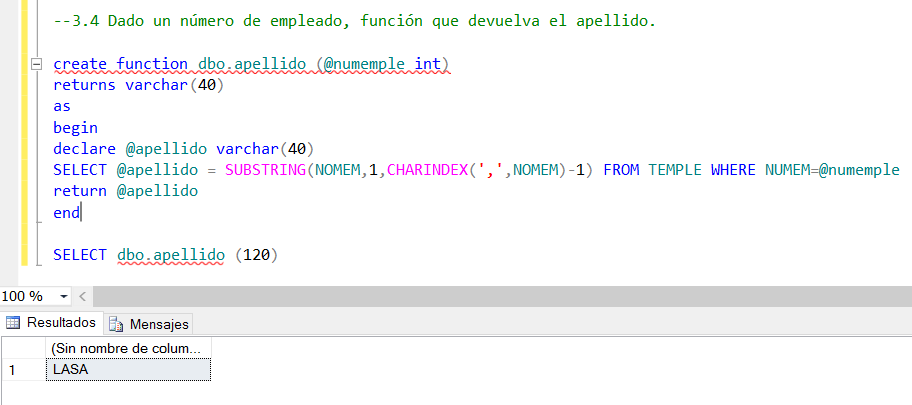 --3.4 Dado un número de empleado, función que devuelva el apellido.
create function dbo.apellido (@numemple int)
returns varchar(40)
as
begin
declare @apellido varchar(40)
SELECT @apellido = SUBSTRING(NOMEM,1,CHARINDEX(',',NOMEM)-1) FROM TEMPLE WHERE NUMEM=@numemple
return @apellido
end
SELECT dbo.apellido (120)
100 %
Resultados Mensajes
(Sin nombre de colum...
1 LASA